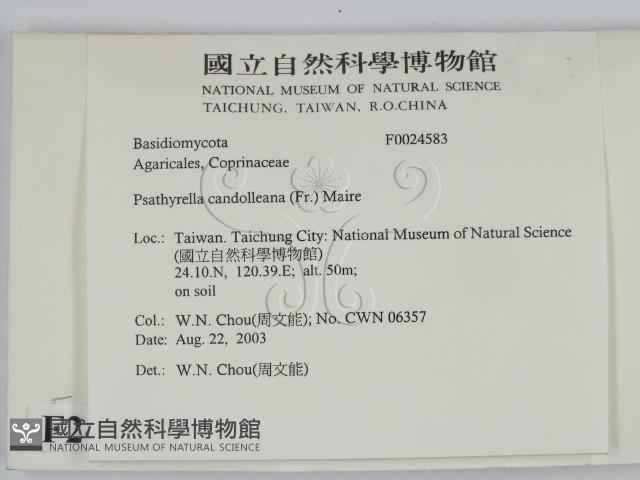 國立自然科學博物館
NATIONAL MUSEUM OF NATURAL SCIENCE
TAICHUNG, TAIWAN, R.O.CHINA
Basidiomycota F0024583
Agaricales, Coprinaceae
Psathyrella candolleana (Fr.) Maire
Loc.: Taiwan. Taichung City: National Museum of Natural Science
(國立自然科學博物館)
24.10.N, 120.39.E; alt. 50m;
on soil
Col.: W.N. Chou(周文能); No. CWN 06357
Date: Aug. 22, 2003
Det.: W.N. Chou(周文能)
F2
國立自然科學博物館
NATIONAL MUSEUM OF NATURAL SCIENCE